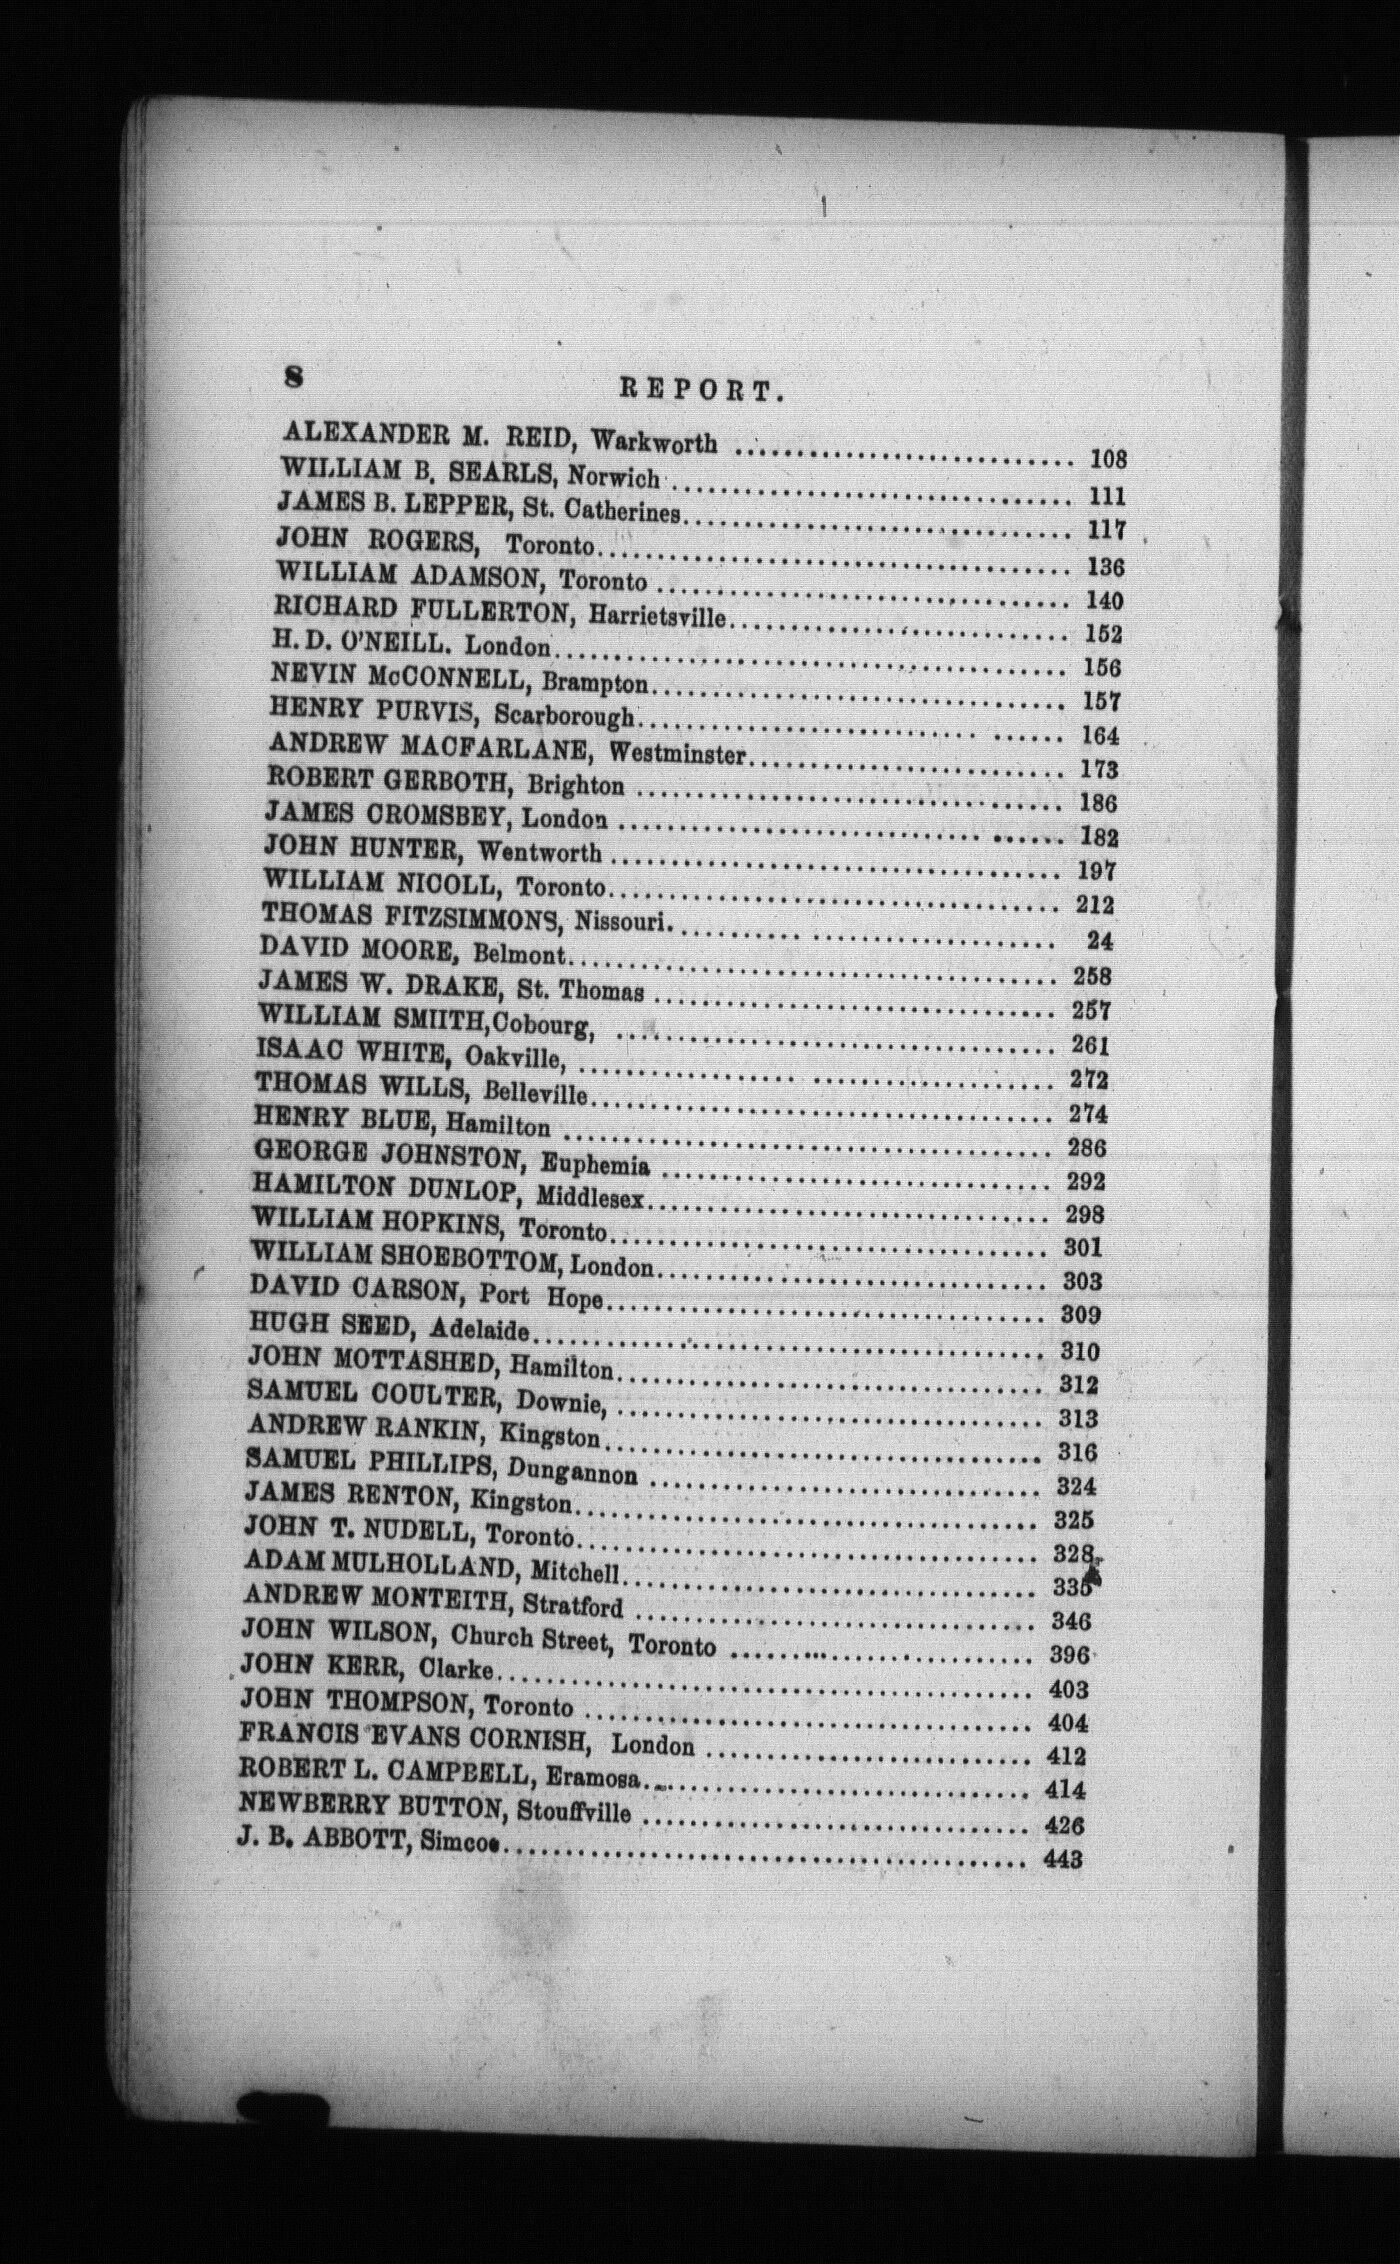 8
REPORT.
ALEXANDER M. REID, Warkworth ............................ 108
WILLIAM B. SEARLS, Norwich .................................. 111
JAMES B. LEPPER, St. Catherines................................. 117
JOHN ROGERS, Toronto........................................ 136
WILLIAM ADAMSON, Toronto ................................... 140
RICHARD FULLERTON, Harrietsville............................ 152
H. D. O'NEILL. London.......................................... 156
NEVIN McCONNELL, Brampton.................................. 157
HENRY PURVIS, Scarborough............................ ...... 164
ANDREW MACFARLANE, Westminster.......................... 173
ROBERT GERBOTH, Brighton ................................... 186
JAMES CROMSBEY, London .............................. ...... 182
JOHN HUNTER, Wentworth ..................................... 197
WILLIAM NICOLL, Toronto..................................... 212
THOMAS FITZSIMMONS, Nissouri........... .................... 24
DAVID MOORE, Belmont........................................ 258
JAMES W. DRAKE, St. Thomas ................................. 257
WILLIAM SMIITH,Cobourg, .................................... 261
ISAAC WHITE, Oakville, .................. .................... 272
THOMAS WILLS, Belleville...................................... 274
HENRY BLUE, Hamilton ........................................ 286
GEORGE JOHNSTON, Euphemia ................................ 292
HAMILTON DUNLOP, Middlesex................................. 298
WILLIAM HOPKINS, Toronto.................................... 301
WILLIAM SHOEBOTTOM, London................................ 303
DAVID CARSON, Port Hope.................................... 309
HUGH SEED, Adelaide.......................................... 310
JOHN MOTTASHED, Hamilton................................... 312
SAMUEL COULTER, Downie, ................................... 313
ANDREW RANKIN, Kingston.................................... 316
SAMUEL PHILLIPS, Dungannon ................................ 324
JAMES RENTON, Kingston...................................... 325
JOHN T. NUDELL, Toronto...................................... 328
ADAM MULHOLLAND, Mitchell.................................. 335
ANDREW MONTEITH, Stratford ................................. 346
JOHN WILSON, Church Street, Toronto ......................... 396
JOHN KERR, Clarke............................................ 403
JOHN THOMPSON, Toronto ..................................... 404
FRANCIS EVANS CORNISH, London ........................... 412
ROBERT L. CAMPBELL, Eramosa................................ 414
NEWBERRY BUTTON, Stouffville ................................ 426
J. B. ABBOTT, Simcoe........................................... 443